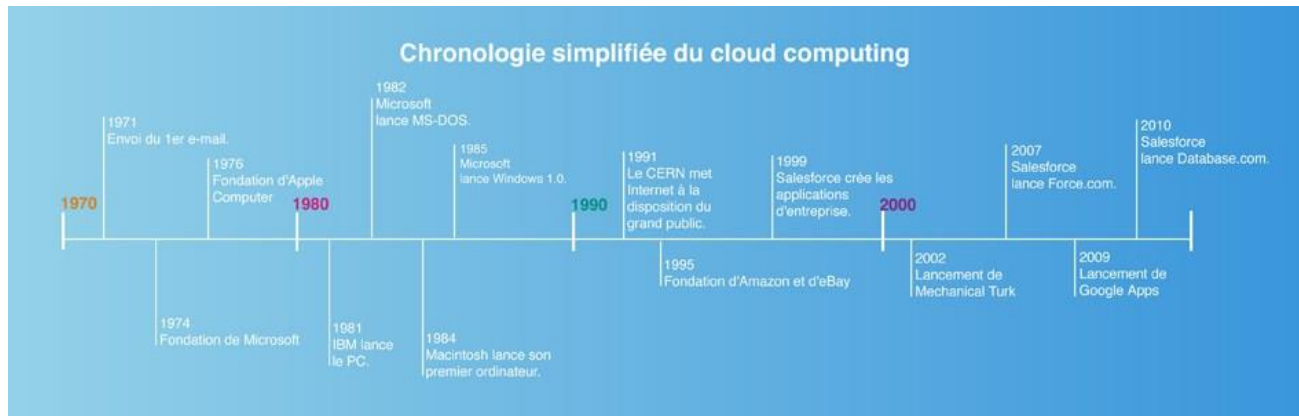 Chronologie simplifiée du cloud computing
1971
Envoi du 1er e-mail.
1976
Fondation d'Apple
Computer
1982
Microsoft
lance MS-DOS.
1985
Microsoft
lance Windows 1.0.
1991
Le CERN met
Internet à la
disposition du
grand public.
1999
Salesforce crée les
applications
d'entreprise.
2007
Salesforce
lance Force.com.
2010
Salesforce
lance Database.com.
1970
1980
1990
2000
1974
Fondation de Microsoft
1981
IBM lance
le PC.
1984
Macintosh lance son
premier ordinateur.
1995
Fondation d'Amazon et d'eBay
2002
Lancement de
Mechanical Turk
2009
Lancement de
Google Apps